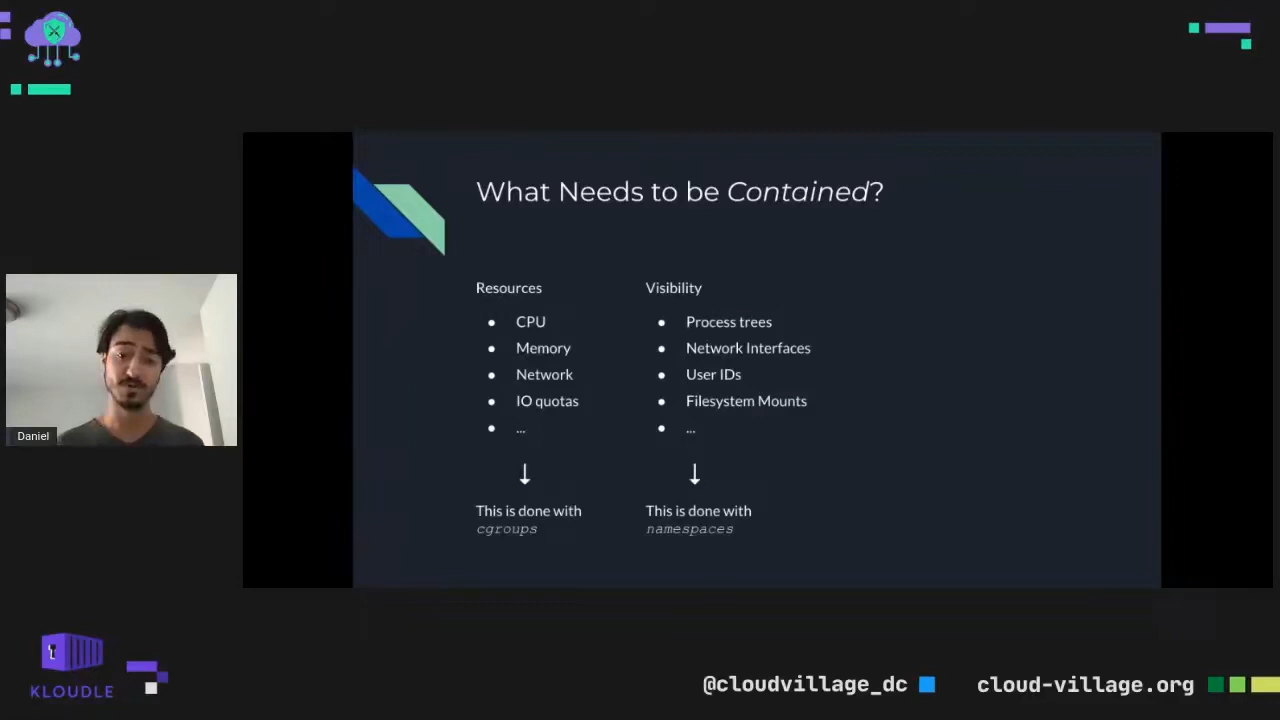 What Needs to be Contained?
Resources
CPU
Memory
Network
IO quotas
...
This is done with
cgroups
Visibility
Process trees
Network Interfaces
User IDs
Filesystem Mounts
...
This is done with
namespaces
Daniel
KLOUDLE
@cloudvillage_dc
cloud-village.org